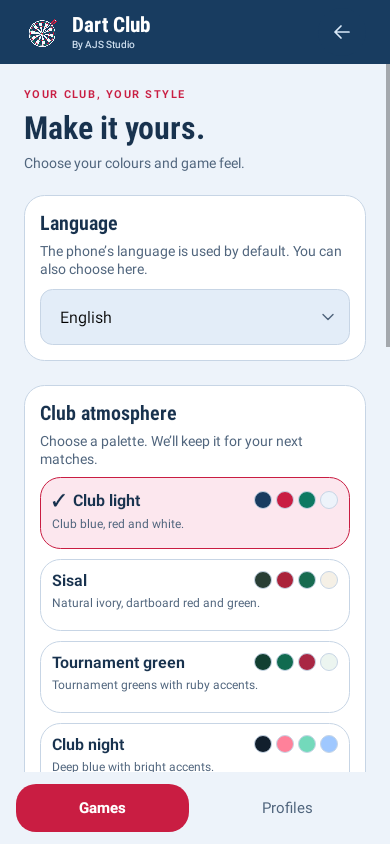 Dart Club
By AJS Studio
YOUR CLUB, YOUR STYLE
Make it yours.
Choose your colours and game feel.
Language
The phone's language is used by default. You can
also choose here.
English
Club atmosphere
Choose a palette. We'll keep it for your next
matches.
✓ Club light
Club blue, red and white.
Sisal
Natural ivory, dartboard red and green.
Tournament green
Tournament greens with ruby accents.
Club night
Deep blue with bright accents.
Games
Profiles